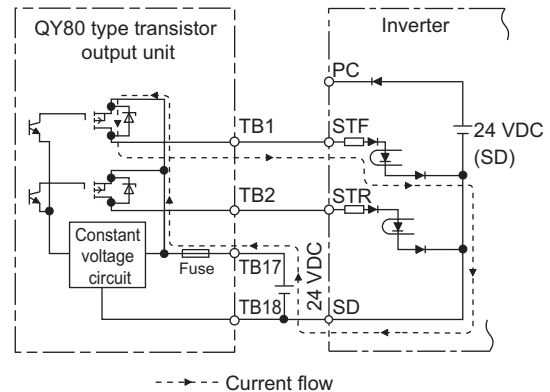 QY80 type transistor
output unit
Inverter
PC
24 VDC
(SD)
TB1
STF
TB2
STR
Constant
voltage
circuit
Fuse
TB17
24 VDC
TB18
SD
Current flow